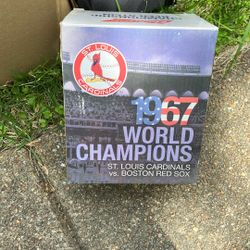 ST. LOUIS
CARDINALS
1967
WORLD
CHAMPIONS
ST. LOUIS CARDINALS
vs. BOSTON RED SOX